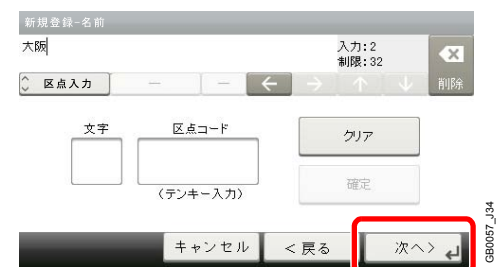 新規登録-名前
大阪
入力:2
制限:32
区点入力 ― ― ← → ↑ ↓ 削除
文字 区点コード クリア
(テンキー入力) 確定
キャンセル <戻る 次へ>
GB0057_J34